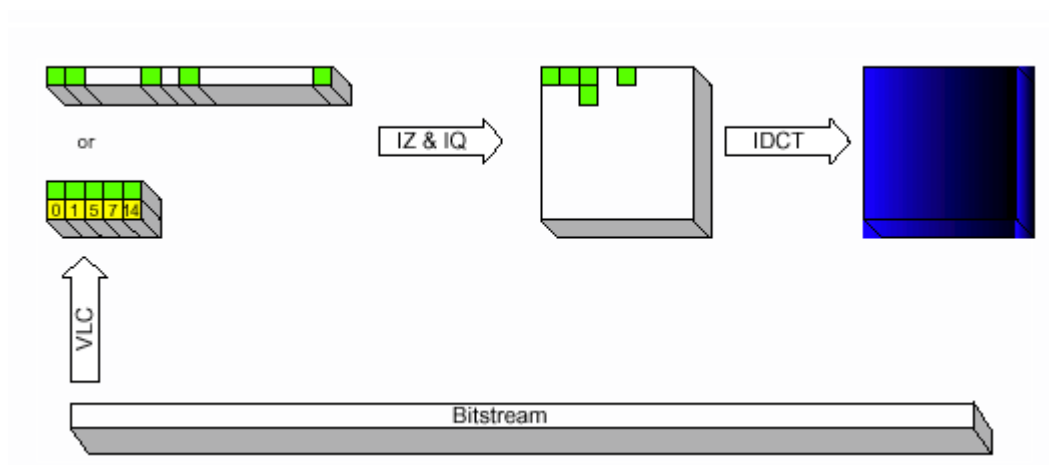 or
IZ & IQ
IDCT
0 1 5 7 14
VLC
Bitstream